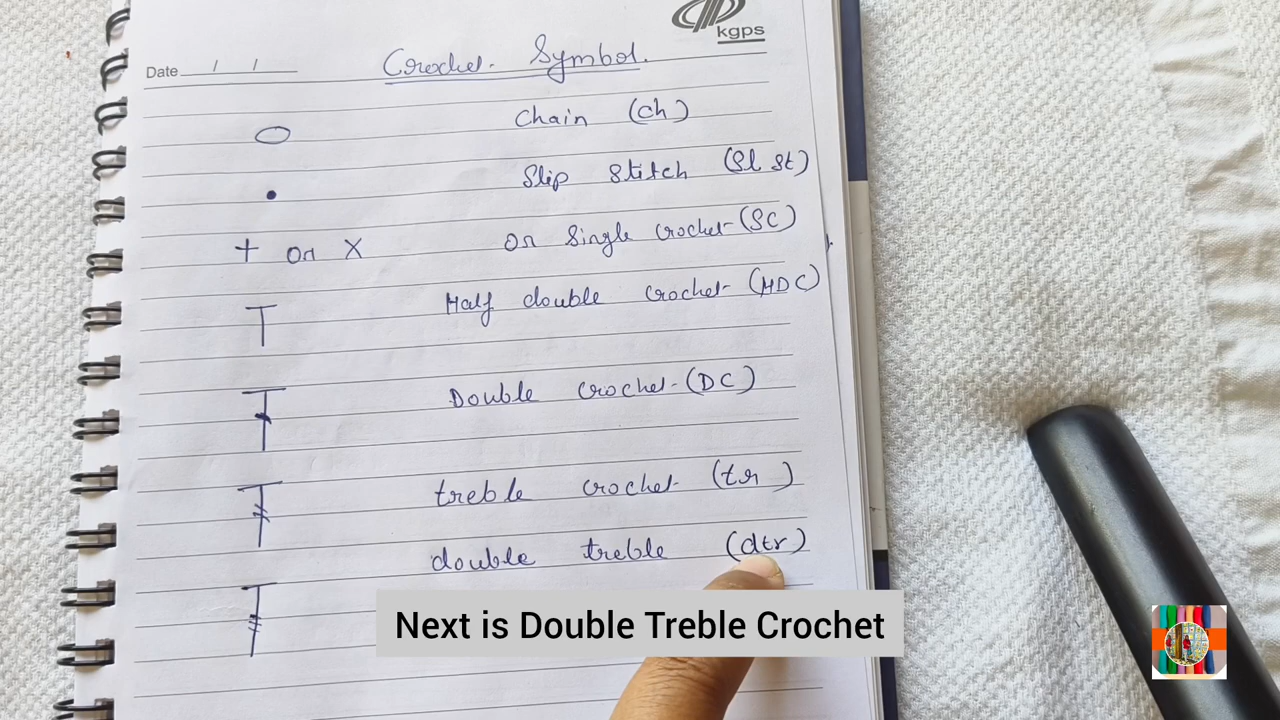 kgps
Date / /
Crochet Symbol.
Chain (ch)
Slip Stitch (Sl St)
+ or X or Single crochet (SC)
T Half double crochet (HDC)
Double crochet (DC)
treble crochet (tr)
double treble (dtr)
Next is Double Treble Crochet